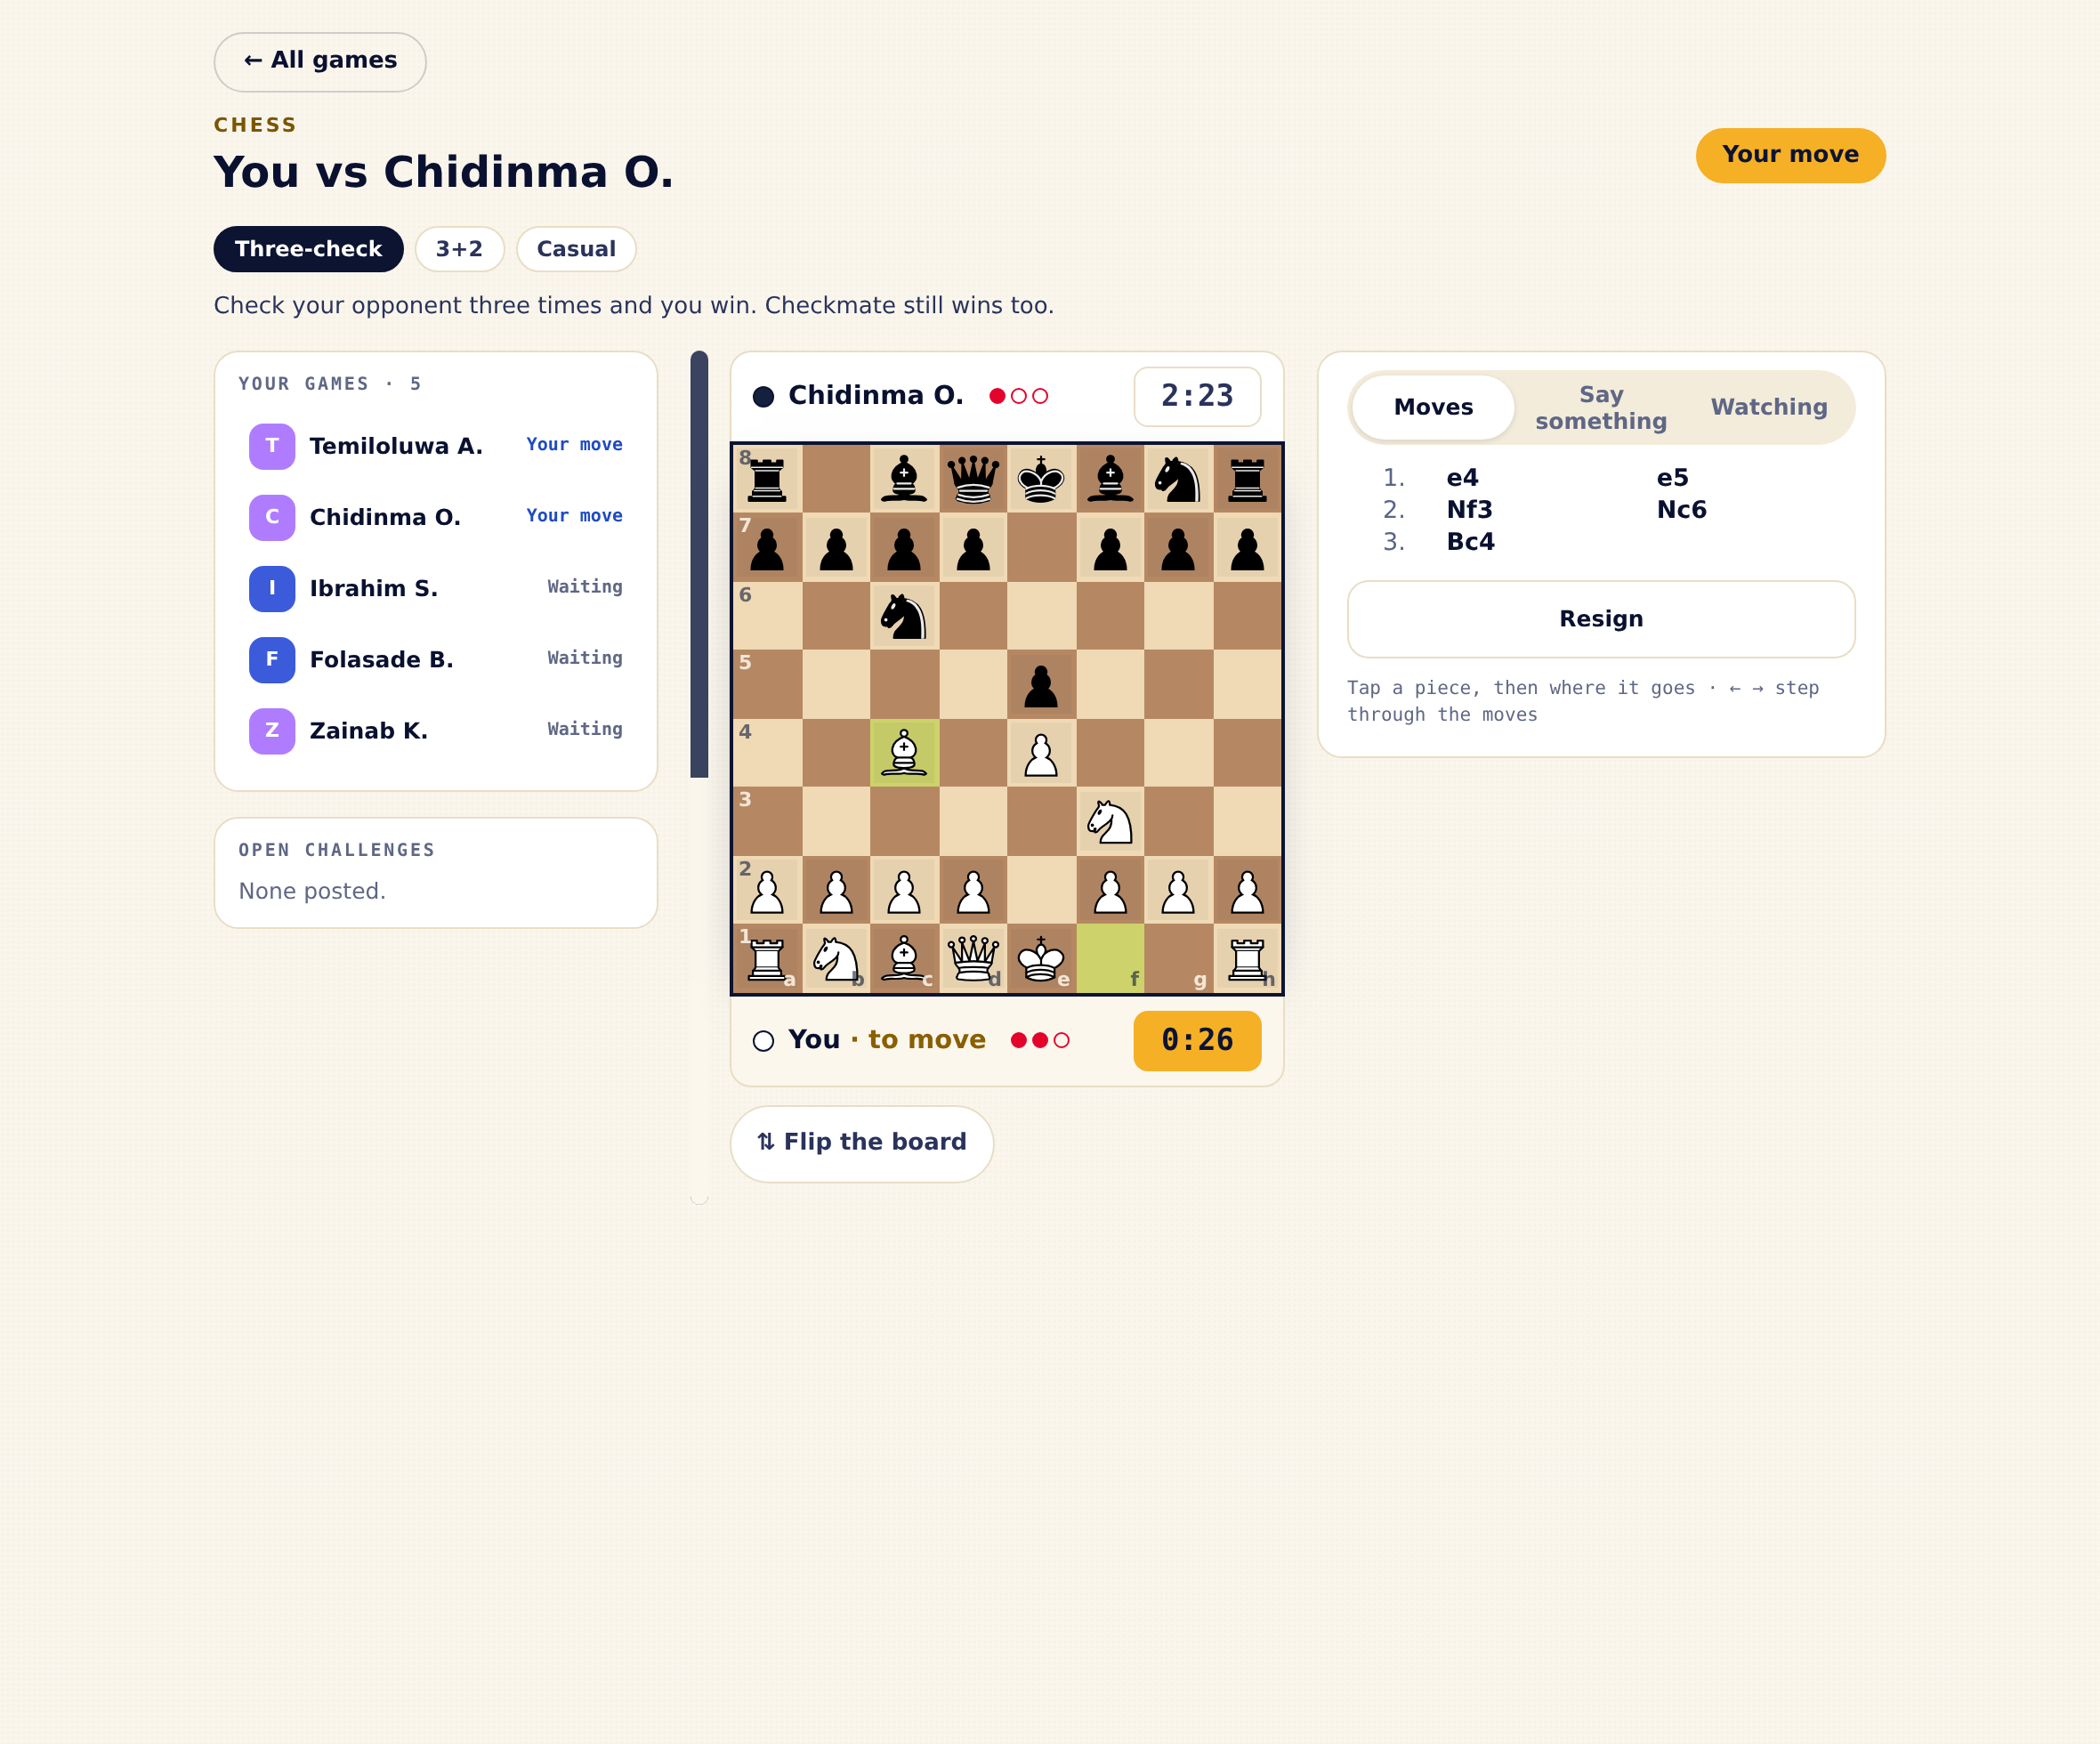 ← All games
CHESS
You vs Chidinma O.
Your move
Three-check
3+2
Casual
Check your opponent three times and you win. Checkmate still wins too.
YOUR GAMES · 5
T Temiloluwa A. Your move
C Chidinma O. Your move
I Ibrahim S. Waiting
F Folasade B. Waiting
Z Zainab K. Waiting
OPEN CHALLENGES
None posted.
Chidinma O. 2:23
8
7
6
5
4
3
2
1
a b c d e f g h
You · to move 0:26
⇅ Flip the board
Moves
Say
something
Watching
1. e4 e5
2. Nf3 Nc6
3. Bc4
Resign
Tap a piece, then where it goes · ← → step
through the moves